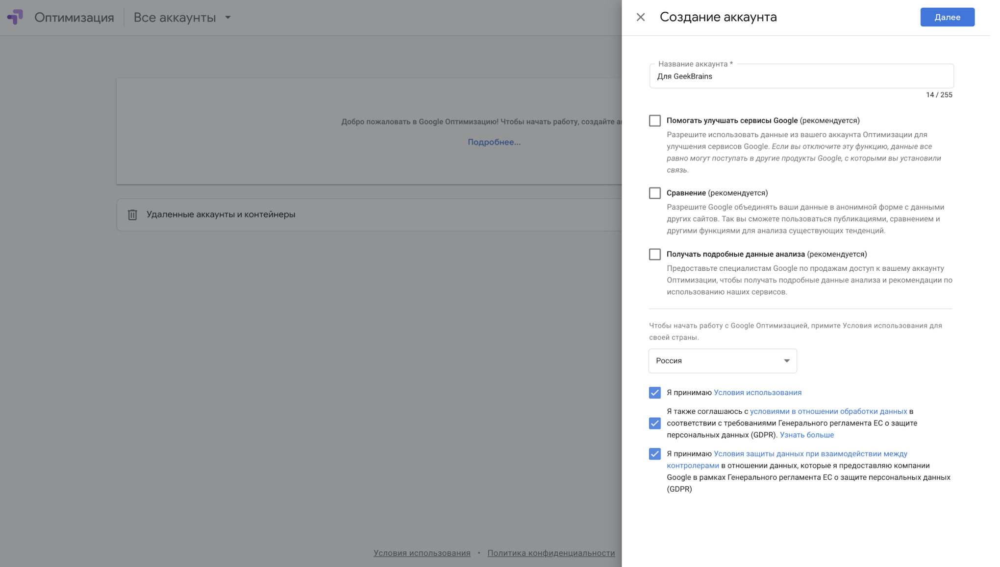 Оптимизация
Все аккаунты
Создание аккаунта
Далее
Добро пожаловать в Google Оптимизацию! Чтобы начать работу, создайте
Подробнее...
Удаленные аккаунты и контейнеры
Название аккаунта *
Для GeekBrains
14 / 255
Помогать улучшать сервисы Google (рекомендуется)
Разрешите использовать данные из вашего аккаунта Оптимизации для
улучшения сервисов Google. Если вы отключите эту функцию, данные все
равно могут поступать в другие продукты Google, с которыми вы установили
связь.
Сравнение (рекомендуется)
Разрешите Google объединять ваши данные в анонимной форме с данными
других сайтов. Так вы сможете пользоваться публикациями, сравнением и
другими функциями для анализа существующих тенденций.
Получать подробные данные анализа (рекомендуется)
Предоставьте специалистам Google по продажам доступ к вашему аккаунту
Оптимизации, чтобы получать подробные данные анализа и рекомендации по
использованию наших сервисов.
Чтобы начать работу с Google Оптимизацией, примите Условия использования для
своей страны.
Россия
Я принимаю Условия использования
Я также соглашаюсь с условиями в отношении обработки данных в
соответствии с требованиями Генерального регламента ЕС о защите
персональных данных (GDPR). Узнать больше
Я принимаю Условия защиты данных при взаимодействии между
контролерами в отношении данных, которые я предоставляю компании
Google в рамках Генерального регламента ЕС о защите персональных данных
(GDPR)
Условия использования • Политика конфиденциальности